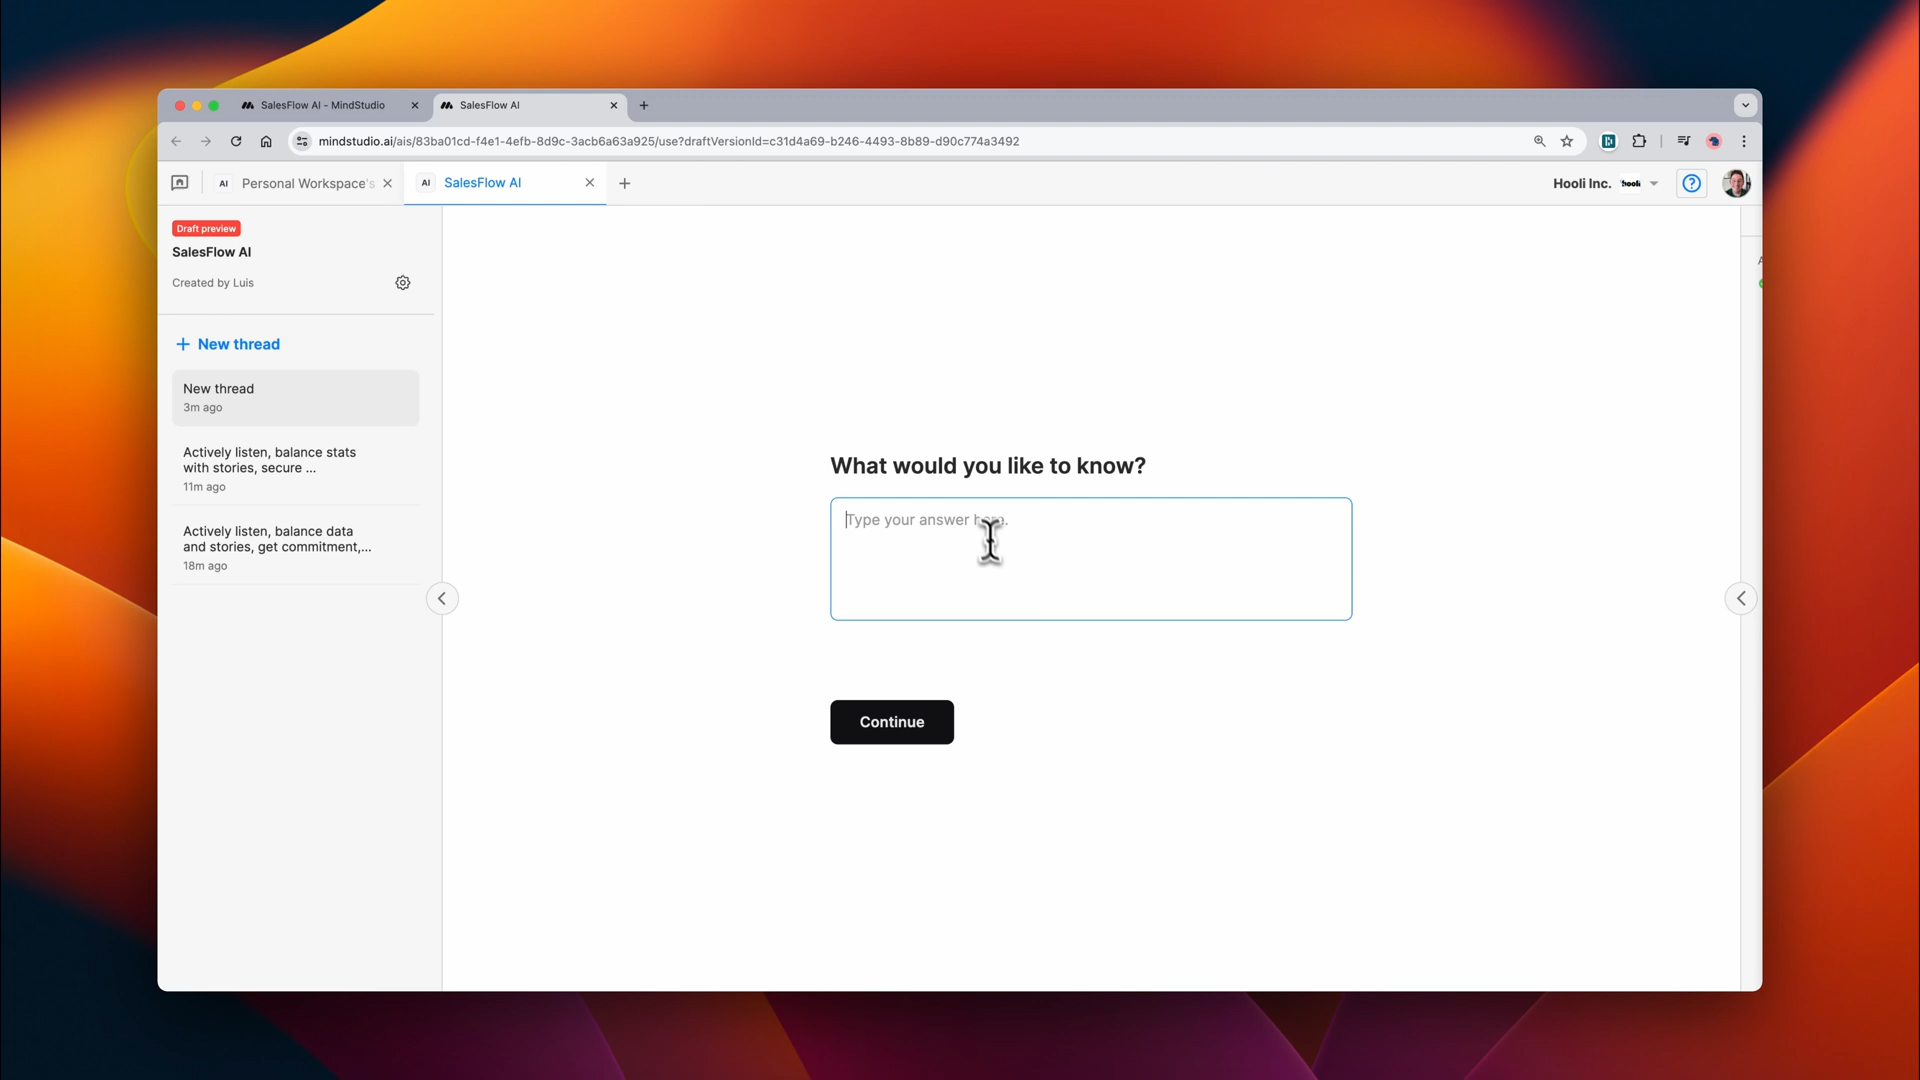 SalesFlow AI - MindStudio
SalesFlow AI
mindstudio.ai/ais/83ba01cd-f4e1-4efb-8d9c-3acb6a63a925/use?draftVersionId=c31d4a69-b246-4493-8b89-d90c774a3492
AI Personal Workspace's
AI SalesFlow AI
Hooli Inc. hooli
Draft preview
SalesFlow AI
Created by Luis
New thread
New thread
3m ago
Actively listen, balance stats
with stories, secure ...
11m ago
Actively listen, balance data
and stories, get commitment,...
18m ago
What would you like to know?
Type your answer here.
Continue